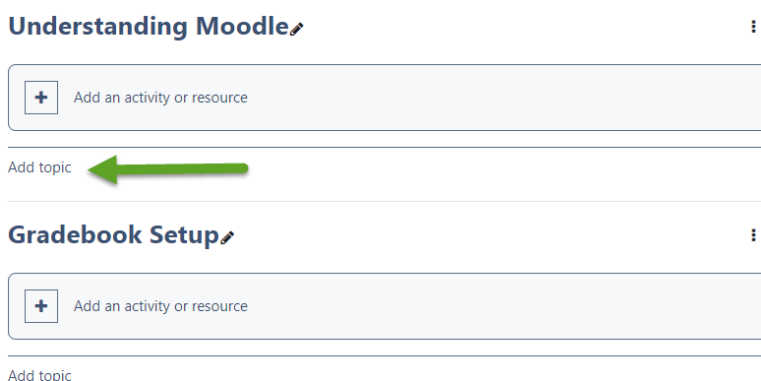 Understanding Moodle
Add an activity or resource
Add topic
Gradebook Setup
Add an activity or resource
Add topic